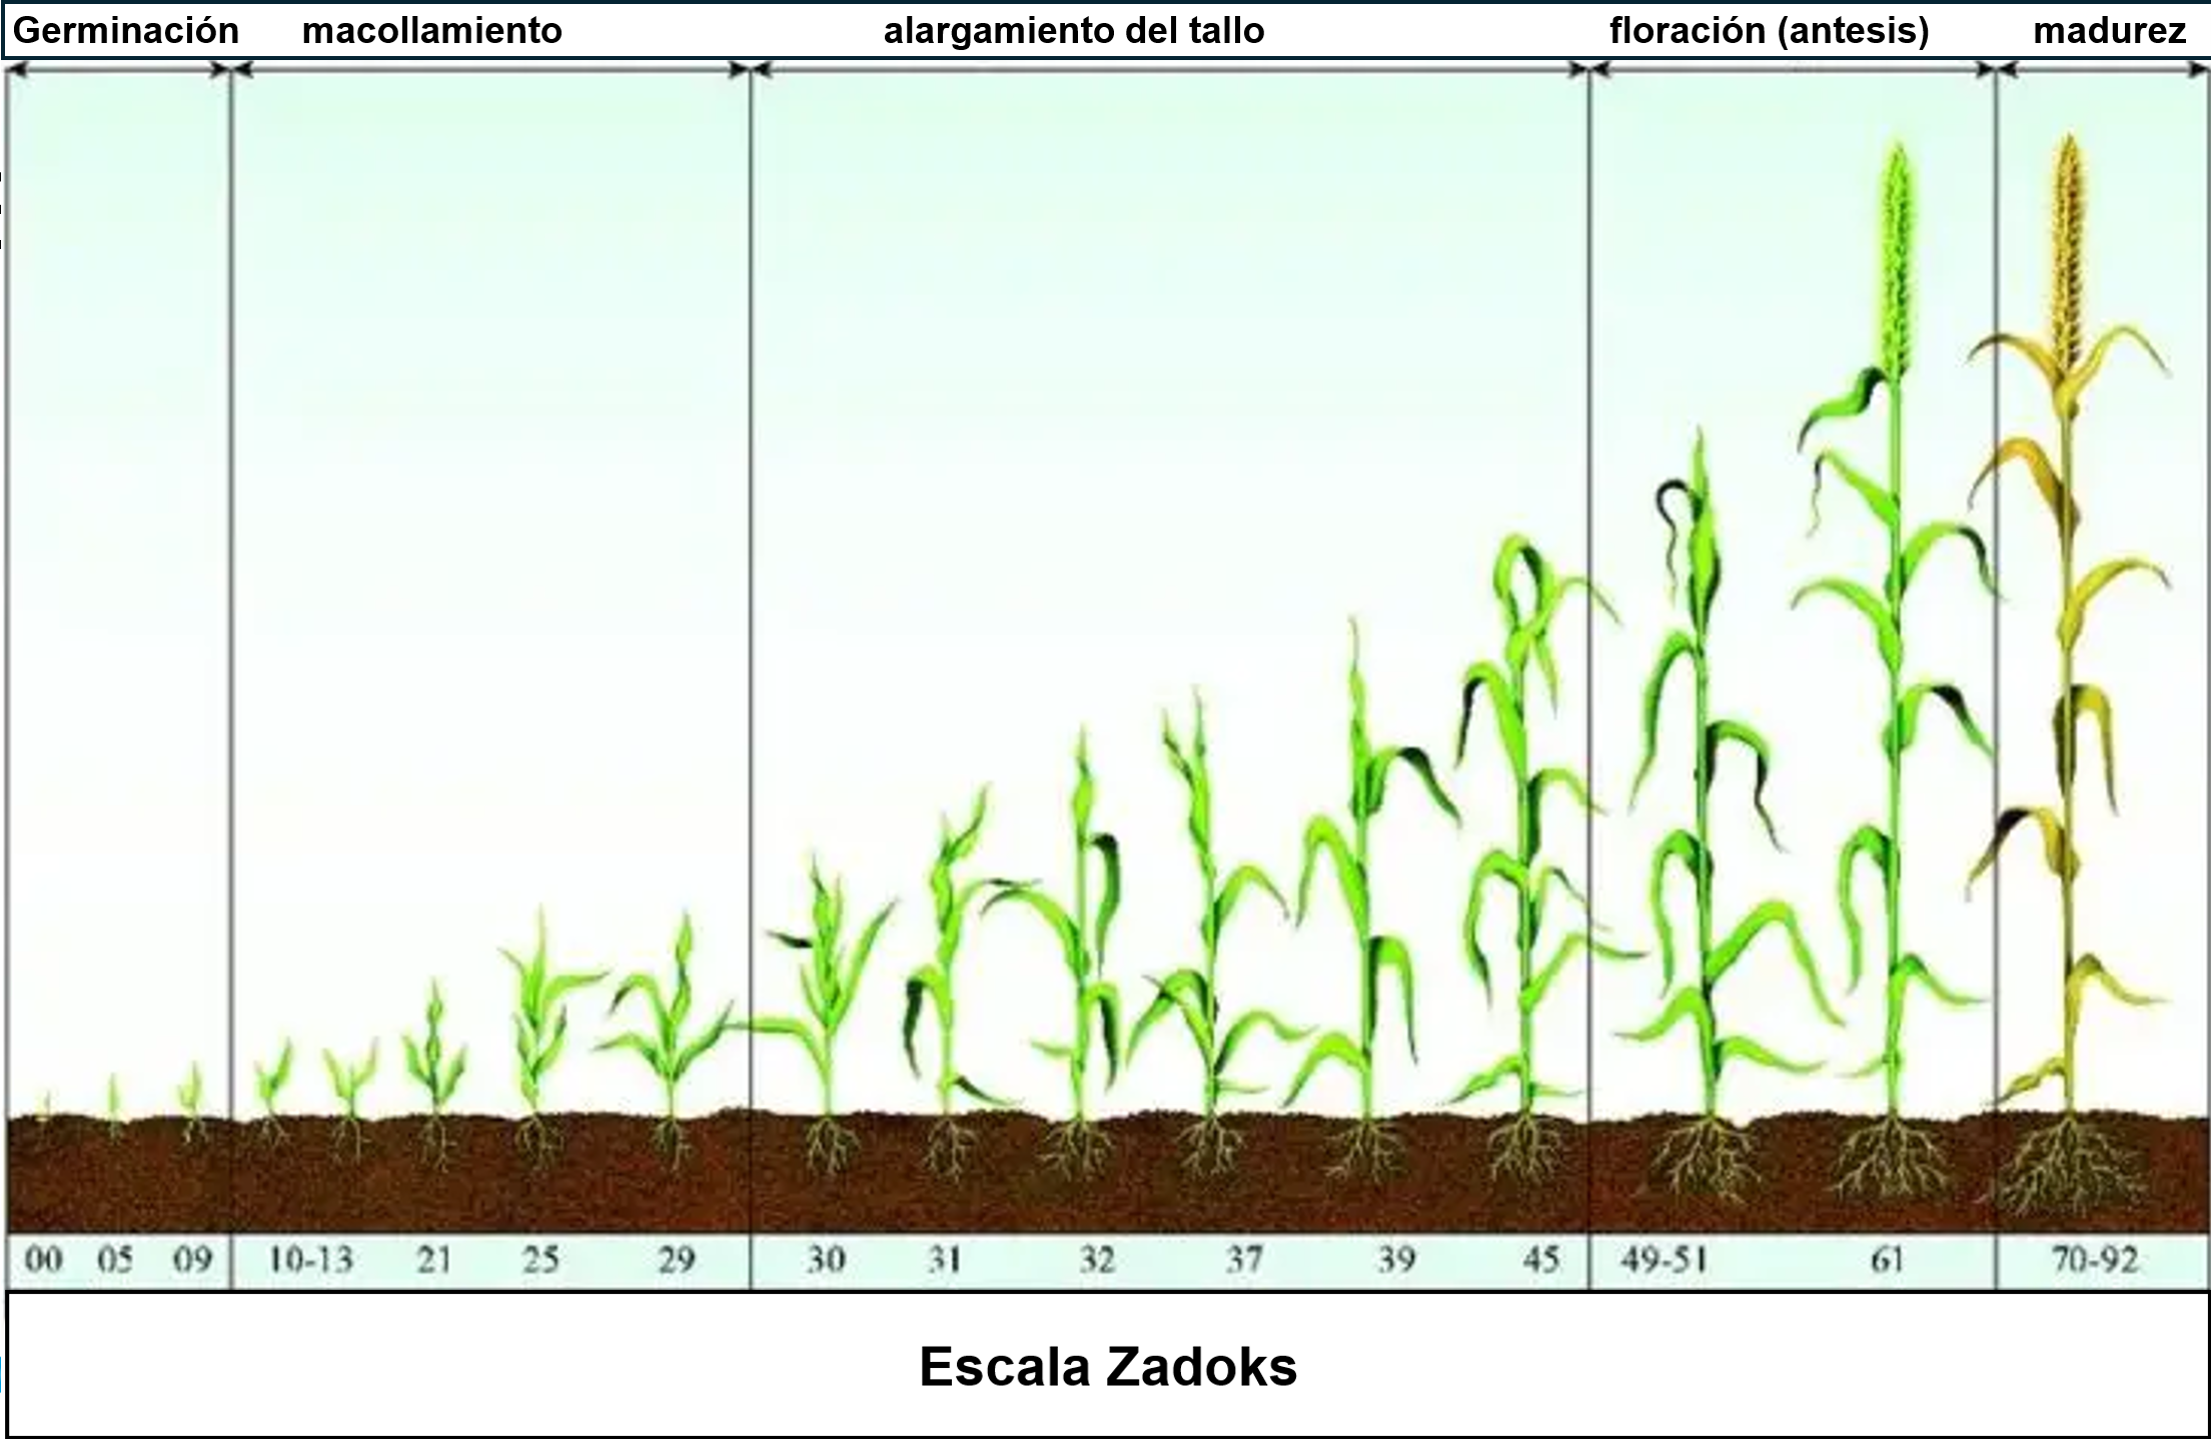 Germinación macollamiento alargamiento del tallo floración (antesis) madurez
00 05 09 10-13 21 25 29 30 31 32 37 39 45 49-51 61 70-92
Escala Zadoks